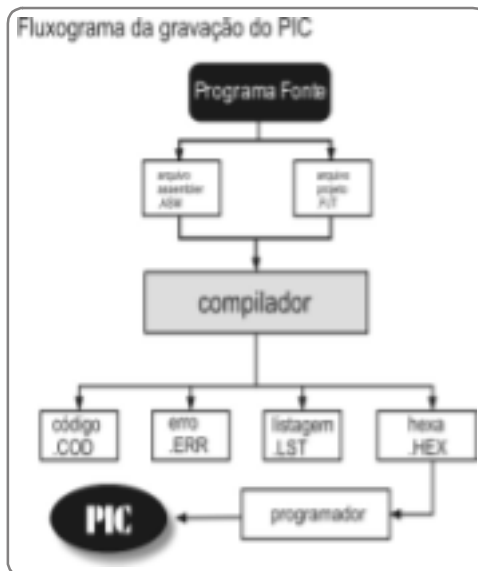 Fluxograma da gravação do PIC
Programa Fonte
arquivo
assembler
.ASM
arquivo
projeto
.PJT
compilador
código
.COD
erro
.ERR
listagem
.LST
hexa
.HEX
PIC
programador